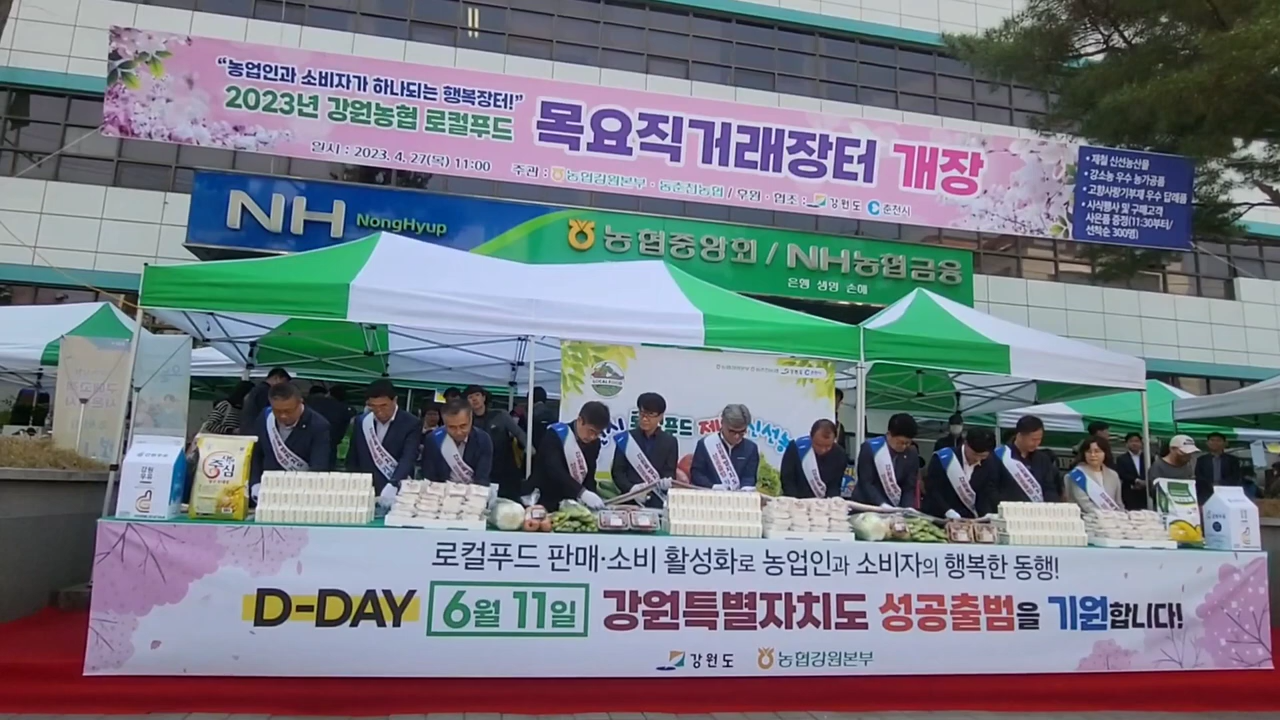 "농업인과 소비자가 하나되는 행복장터!"
2023년 강원농협 로컬푸드 목요직거래장터 개장
일시 : 2023. 4. 27(목) 11:00 주관 : 농협강원본부 · 농춘천농협 / 후원 · 협조 : 강원도 춘천시
• 제철 신선농산물
• 강소농 우수 농가공품
• 고향사랑기부제 우수 답례품
• 시식행사 및 구매고객
사은품 증정(11:30부터/
선착순 300명)
NH NongHyup
농협중앙회 / NH농협금융
은행 생명 손해
LOCAL FOOD
푸드
강원우유
로컬푸드 판매·소비 활성화로 농업인과 소비자의 행복한 동행!
D-DAY 6월 11일 강원특별자치도 성공출범을 기원합니다!
강원도 농협강원본부